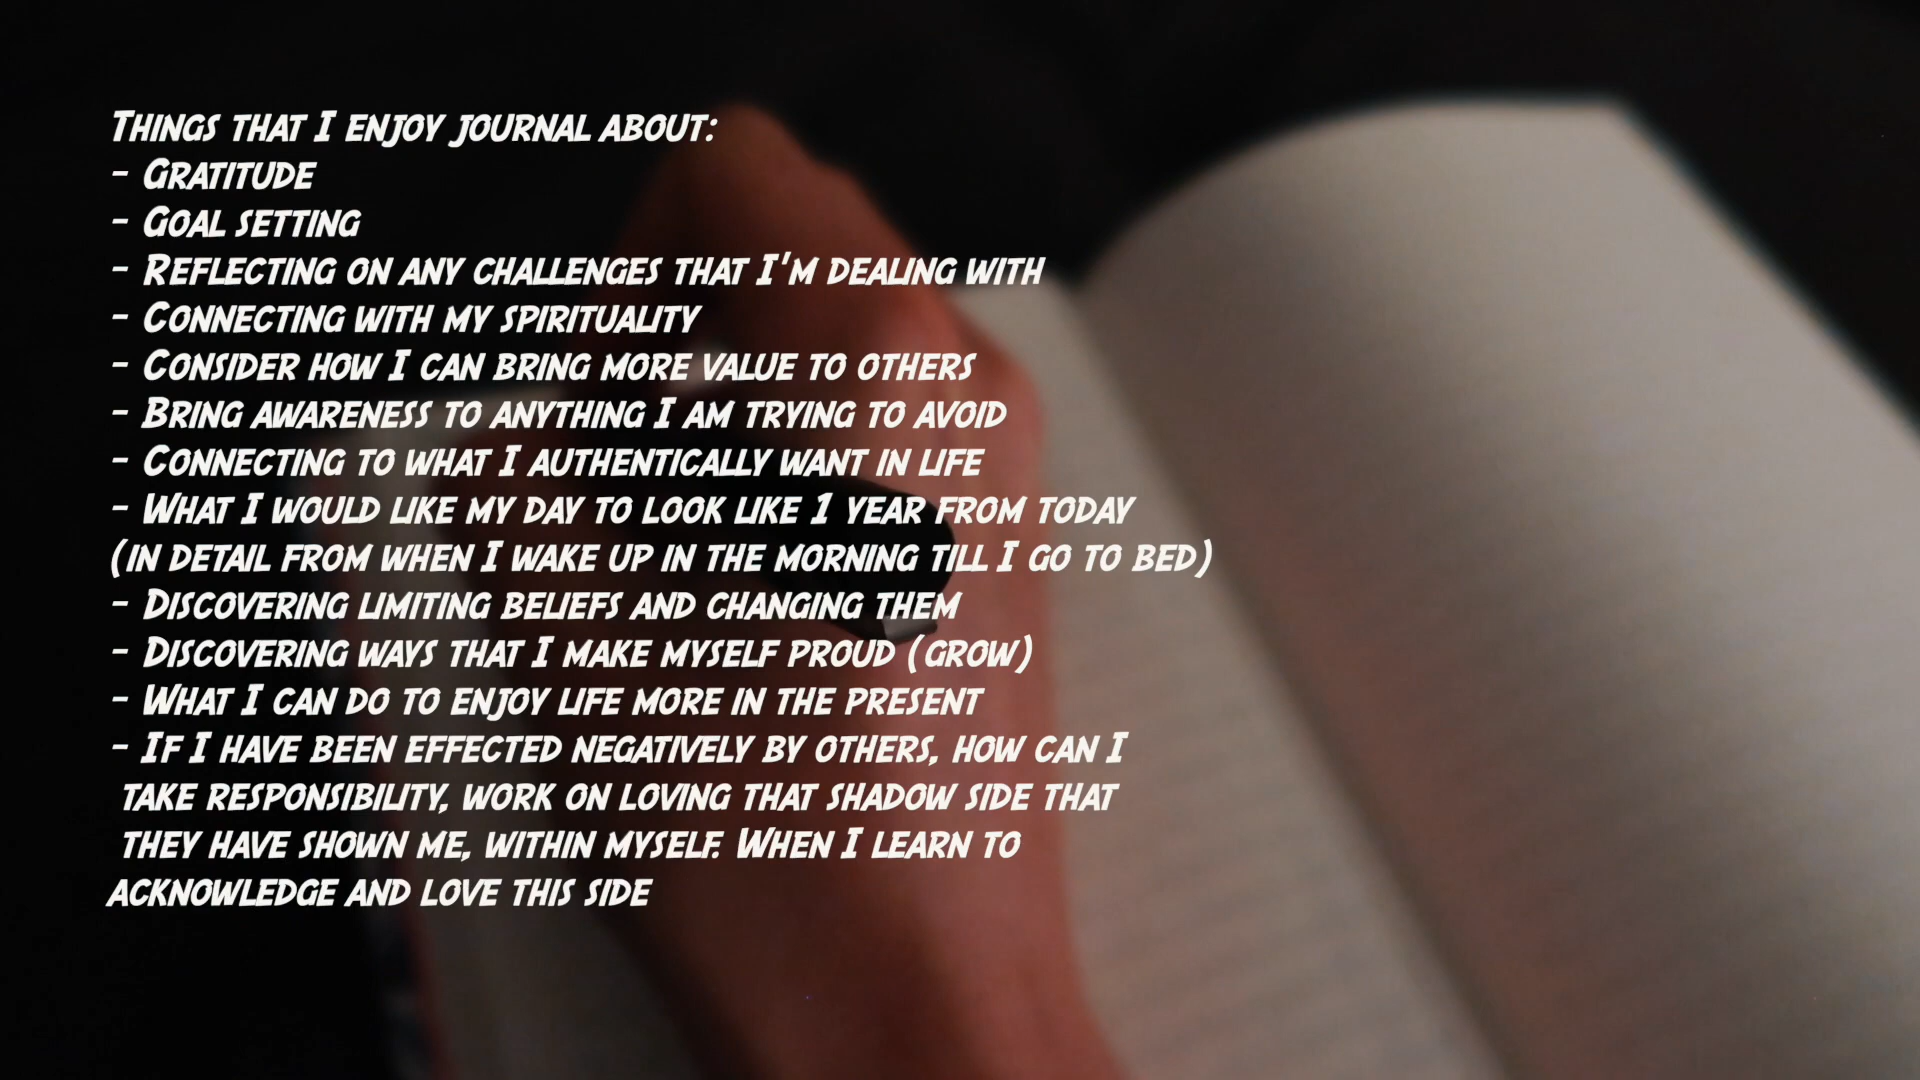 Things that I enjoy journal about:
- Gratitude
- Goal setting
- Reflecting on any challenges that I'm dealing with
- Connecting with my spirituality
- Consider how I can bring more value to others
- Bring awareness to anything I am trying to avoid
- Connecting to what I authentically want in life
- What I would like my day to look like 1 year from today
(in detail from when I wake up in the morning till I go to bed)
- Discovering limiting beliefs and changing them
- Discovering ways that I make myself proud (grow)
- What I can do to enjoy life more in the present
- If I have been effected negatively by others, how can I
take responsibility, work on loving that shadow side that
they have shown me, within myself. When I learn to
acknowledge and love this side